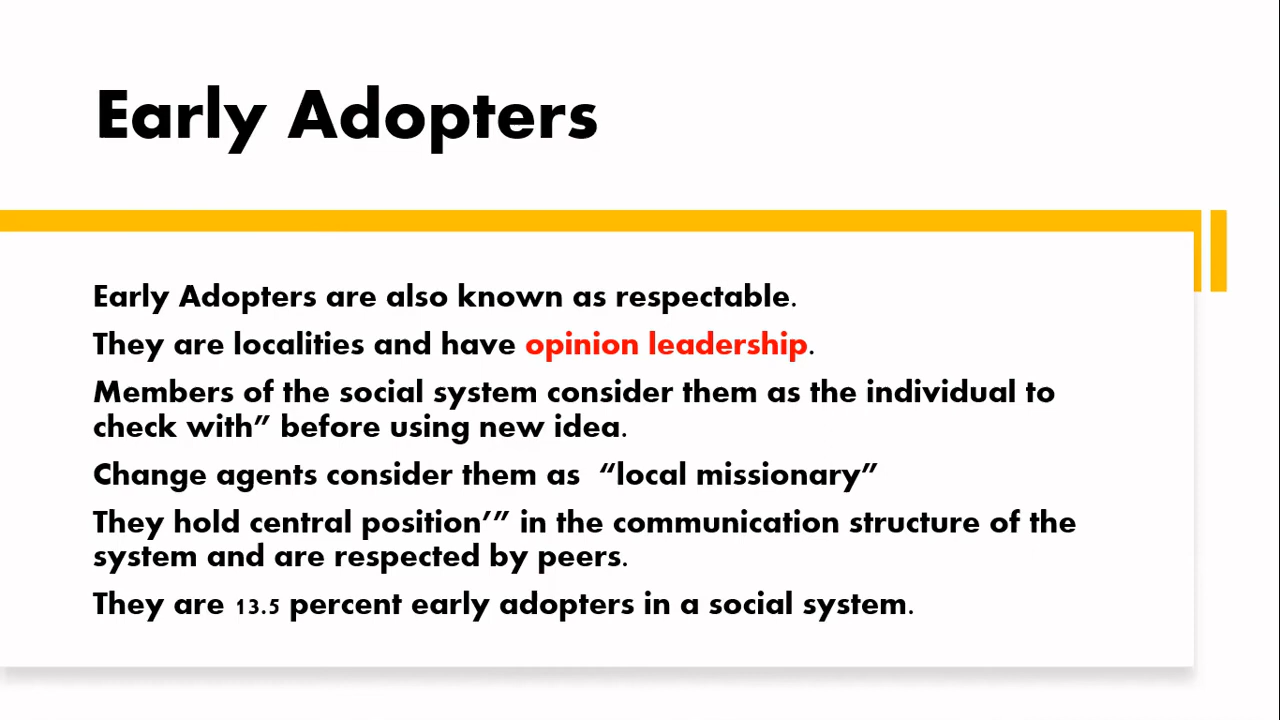 Early Adopters
Early Adopters are also known as respectable.
They are localities and have opinion leadership.
Members of the social system consider them as the individual to
check with” before using new idea.
Change agents consider them as  “local missionary”
They hold central position’” in the communication structure of the
system and are respected by peers.
They are 13.5 percent early adopters in a social system.